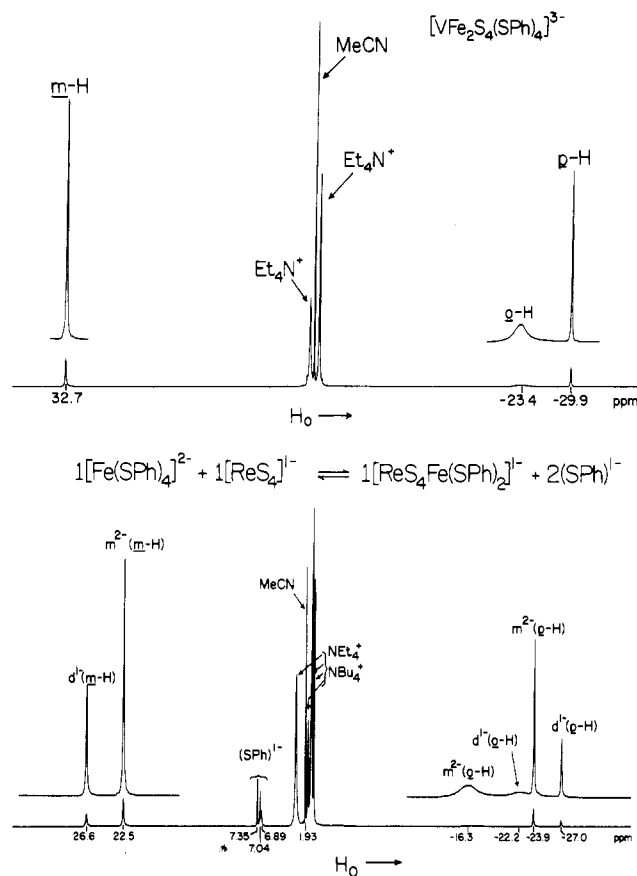 [VFe₂S₄(SPh)₄]³⁻
MeCN
m-H
Et₄N⁺
p-H
Et₄N⁺
o-H
32.7 -23.4 -29.9 ppm
H₀ →
1[Fe(SPh)₄]²⁻ + 1[ReS₄]¹⁻ ⇌ 1[ReS₄Fe(SPh)₂]¹⁻ + 2(SPh)¹⁻
m²⁻(m-H)
MeCN
m²⁻(p-H)
d¹⁻(m-H)
NEt₄⁺
NBu₄⁺
(SPh)¹⁻
d¹⁻(o-H)
d¹⁻(p-H)
m²⁻(o-H)
26.6 22.5 7.35 6.89 1.93 -16.3 -22.2 -23.9 -27.0 ppm
7.04
H₀ →